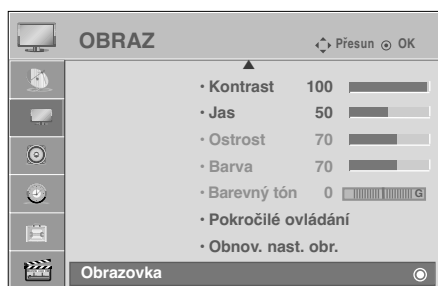 OBRAZ Přesun OK
• Kontrast 100
• Jas 50
• Ostrost 70
• Barva 70
• Barevný tón 0 G
• Pokročilé ovládání
• Obnov. nast. obr.
Obrazovka